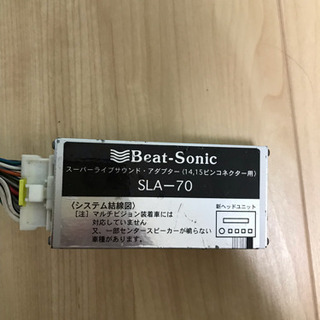 Beat-Sonic
スーパーライブサウンド・アダプター(14,15ピンコネクター用)
SLA-70
〈システム結線図〉
[注] マルチビジョン装着車には
対応していません
又、一部センタースピーカーが鳴らない
車種があります。
新ヘッドユニット